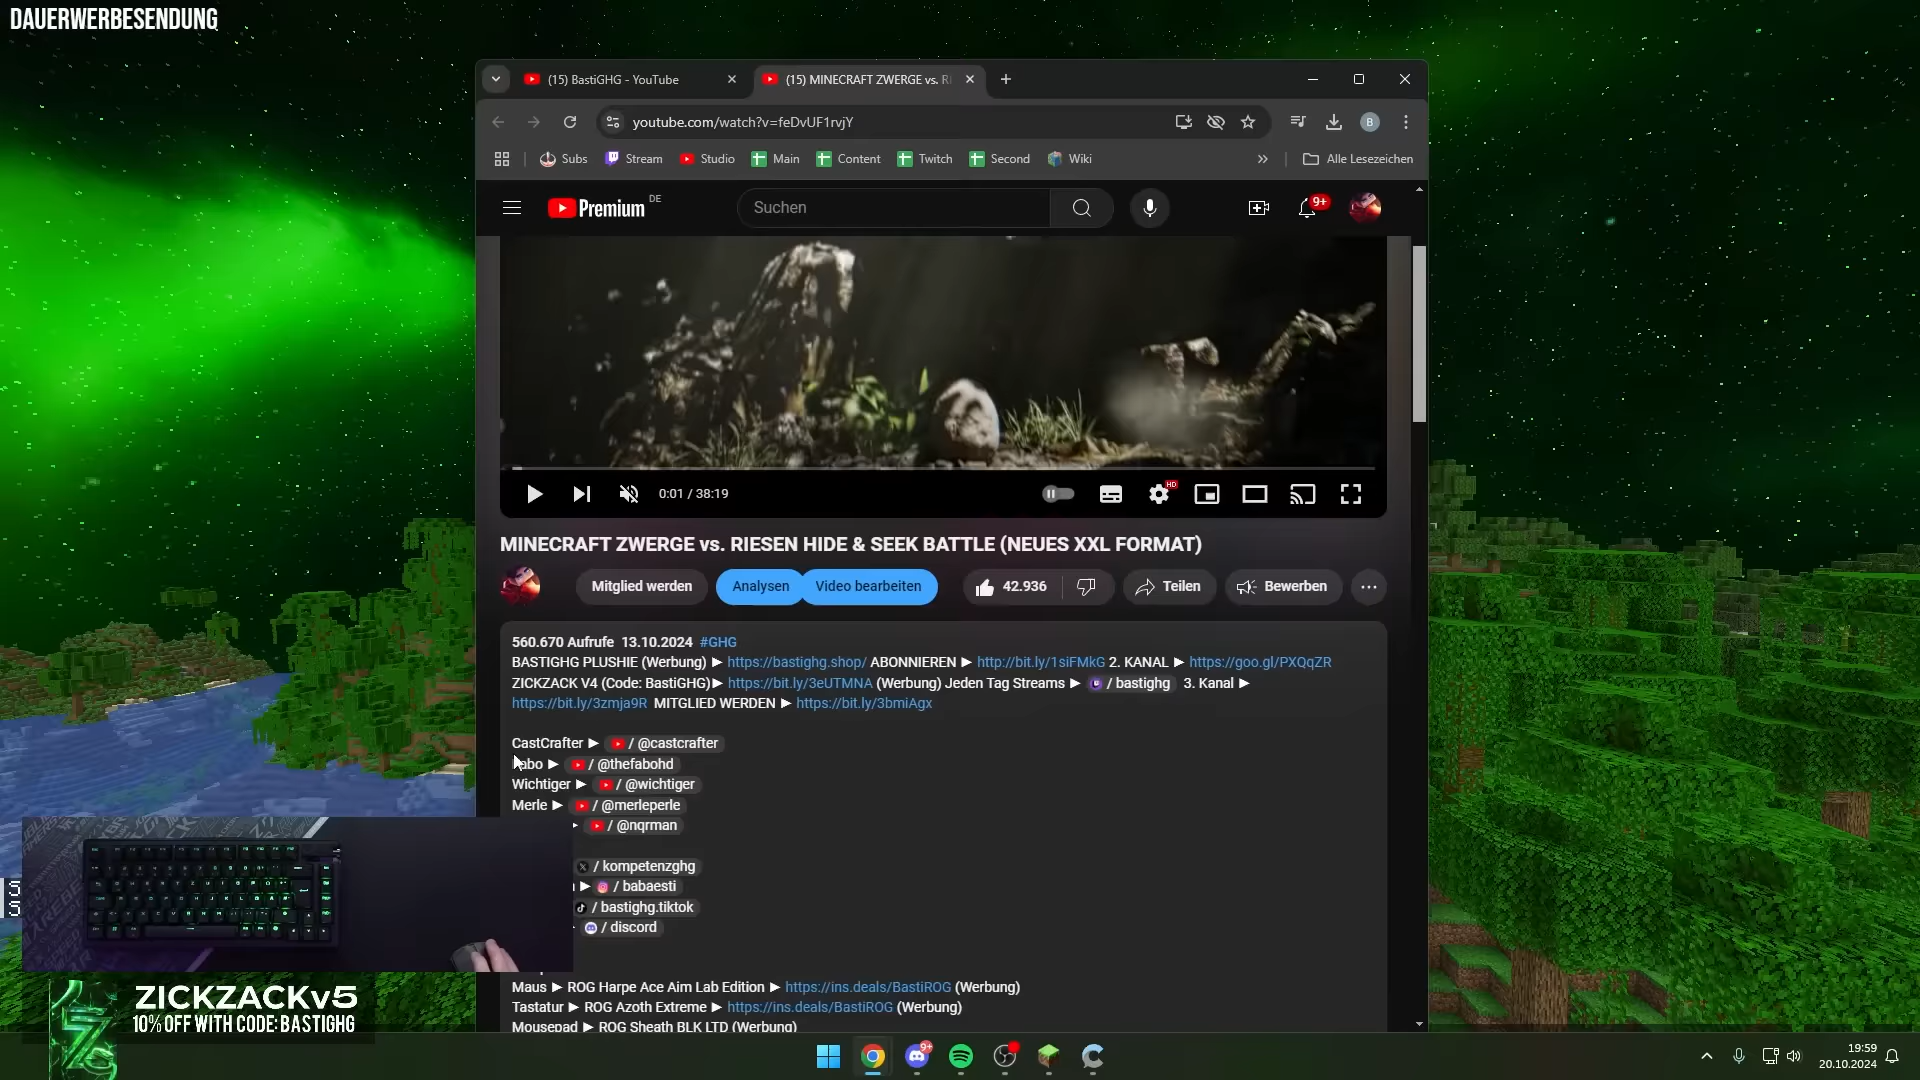 DAUERWERBESENDUNG
(15) BastiGHG - YouTube
(15) MINECRAFT ZWERGE vs. RI
youtube.com/watch?v=feDvUF1rvjY
B
Subs
Stream
Studio
Main
Content
Twitch
Second
Wiki
Alle Lesezeichen
Premium DE
Suchen
9+
0:01 / 38:19
HD
MINECRAFT ZWERGE vs. RIESEN HIDE & SEEK BATTLE (NEUES XXL FORMAT)
Mitglied werden
Analysen
Video bearbeiten
42.936
Teilen
Bewerben
560.670 Aufrufe 13.10.2024 #GHG
BASTIGHG PLUSHIE (Werbung) ► https://bastighg.shop/ ABONNIEREN ► http://bit.ly/1siFMkG 2. KANAL ► https://goo.gl/PXQqZR
ZICKZACK V4 (Code: BastiGHG)► https://bit.ly/3eUTMNA (Werbung) Jeden Tag Streams ► / bastighg 3. Kanal ►
https://bit.ly/3zmja9R MITGLIED WERDEN ► https://bit.ly/3bmiAgx
CastCrafter ► / @castcrafter
Fabo ► / @thefabohd
Wichtiger ► / @wichtiger
Merle ► / @merleperle
► / @nqrman
/ kompetenzghg
► / babaesti
/ bastighg.tiktok
/ discord
Maus ► ROG Harpe Ace Aim Lab Edition ► https://ins.deals/BastiROG (Werbung)
Tastatur ► ROG Azoth Extreme ► https://ins.deals/BastiROG (Werbung)
Mousepad ► ROG Sheath BLK LTD (Werbung)
S
S
ZICKZACKv5
10% OFF WITH CODE: BASTIGHG
9+
19:59
20.10.2024